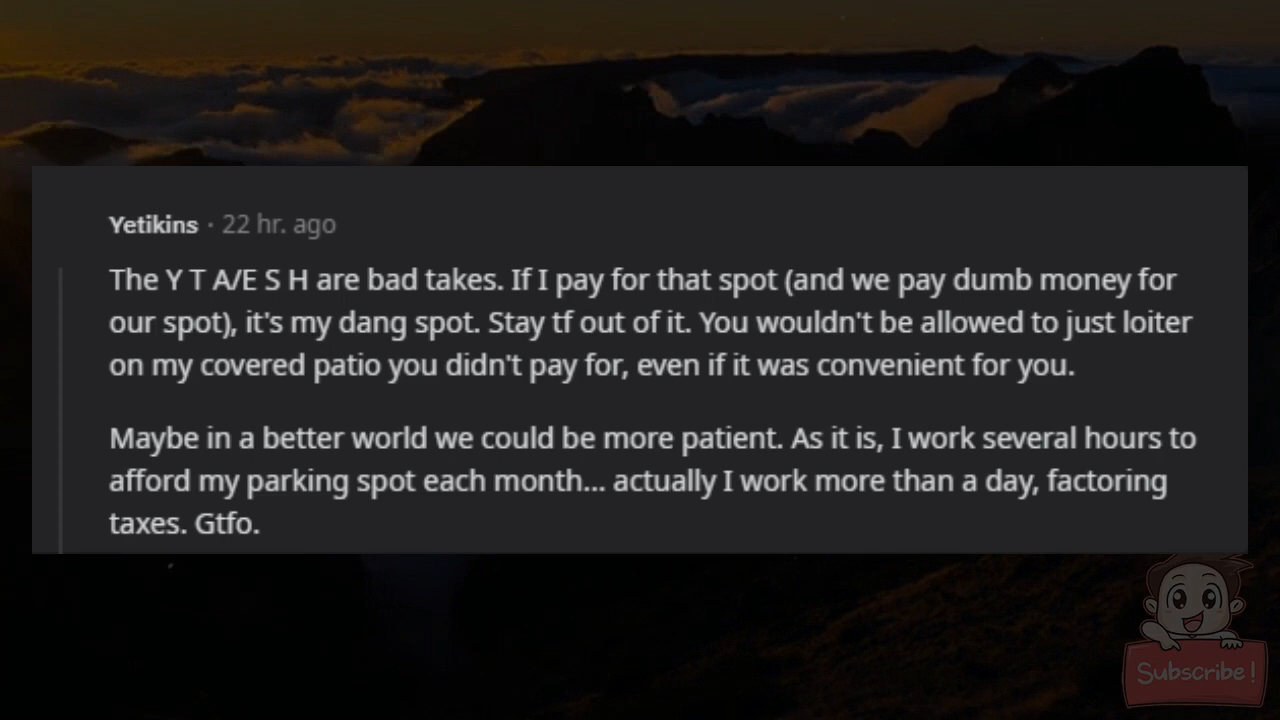 Yetikins · 22 hr. ago
The Y T A/E S H are bad takes. If I pay for that spot (and we pay dumb money for
our spot), it's my dang spot. Stay tf out of it. You wouldn't be allowed to just loiter
on my covered patio you didn't pay for, even if it was convenient for you.
Maybe in a better world we could be more patient. As it is, I work several hours to
afford my parking spot each month... actually I work more than a day, factoring
taxes. Gtfo.
Subscribe!